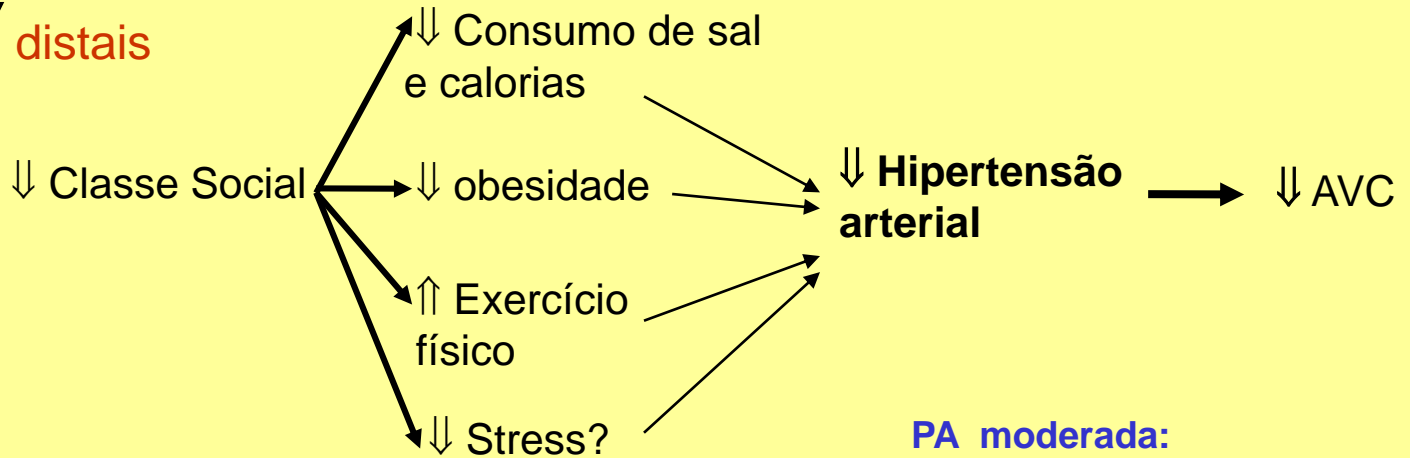 distais
⇓ Consumo de sal
e calorias
⇓ Classe Social
⇓ obesidade
⇓ Hipertensão
arterial
⇓ AVC
⇑ Exercício
físico
⇓ Stress?
PA moderada: